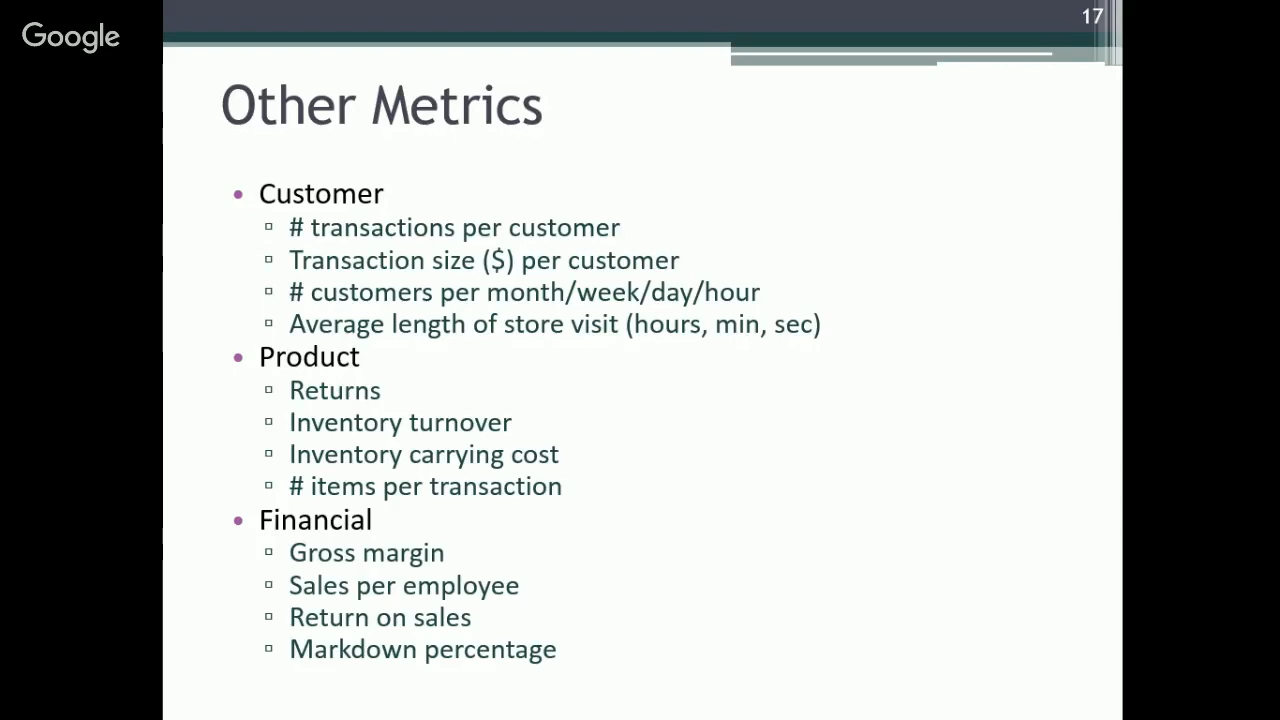 Google
17
Other Metrics
• Customer
▫ # transactions per customer
▫ Transaction size ($) per customer
▫ # customers per month/week/day/hour
▫ Average length of store visit (hours, min, sec)
• Product
▫ Returns
▫ Inventory turnover
▫ Inventory carrying cost
▫ # items per transaction
• Financial
▫ Gross margin
▫ Sales per employee
▫ Return on sales
▫ Markdown percentage